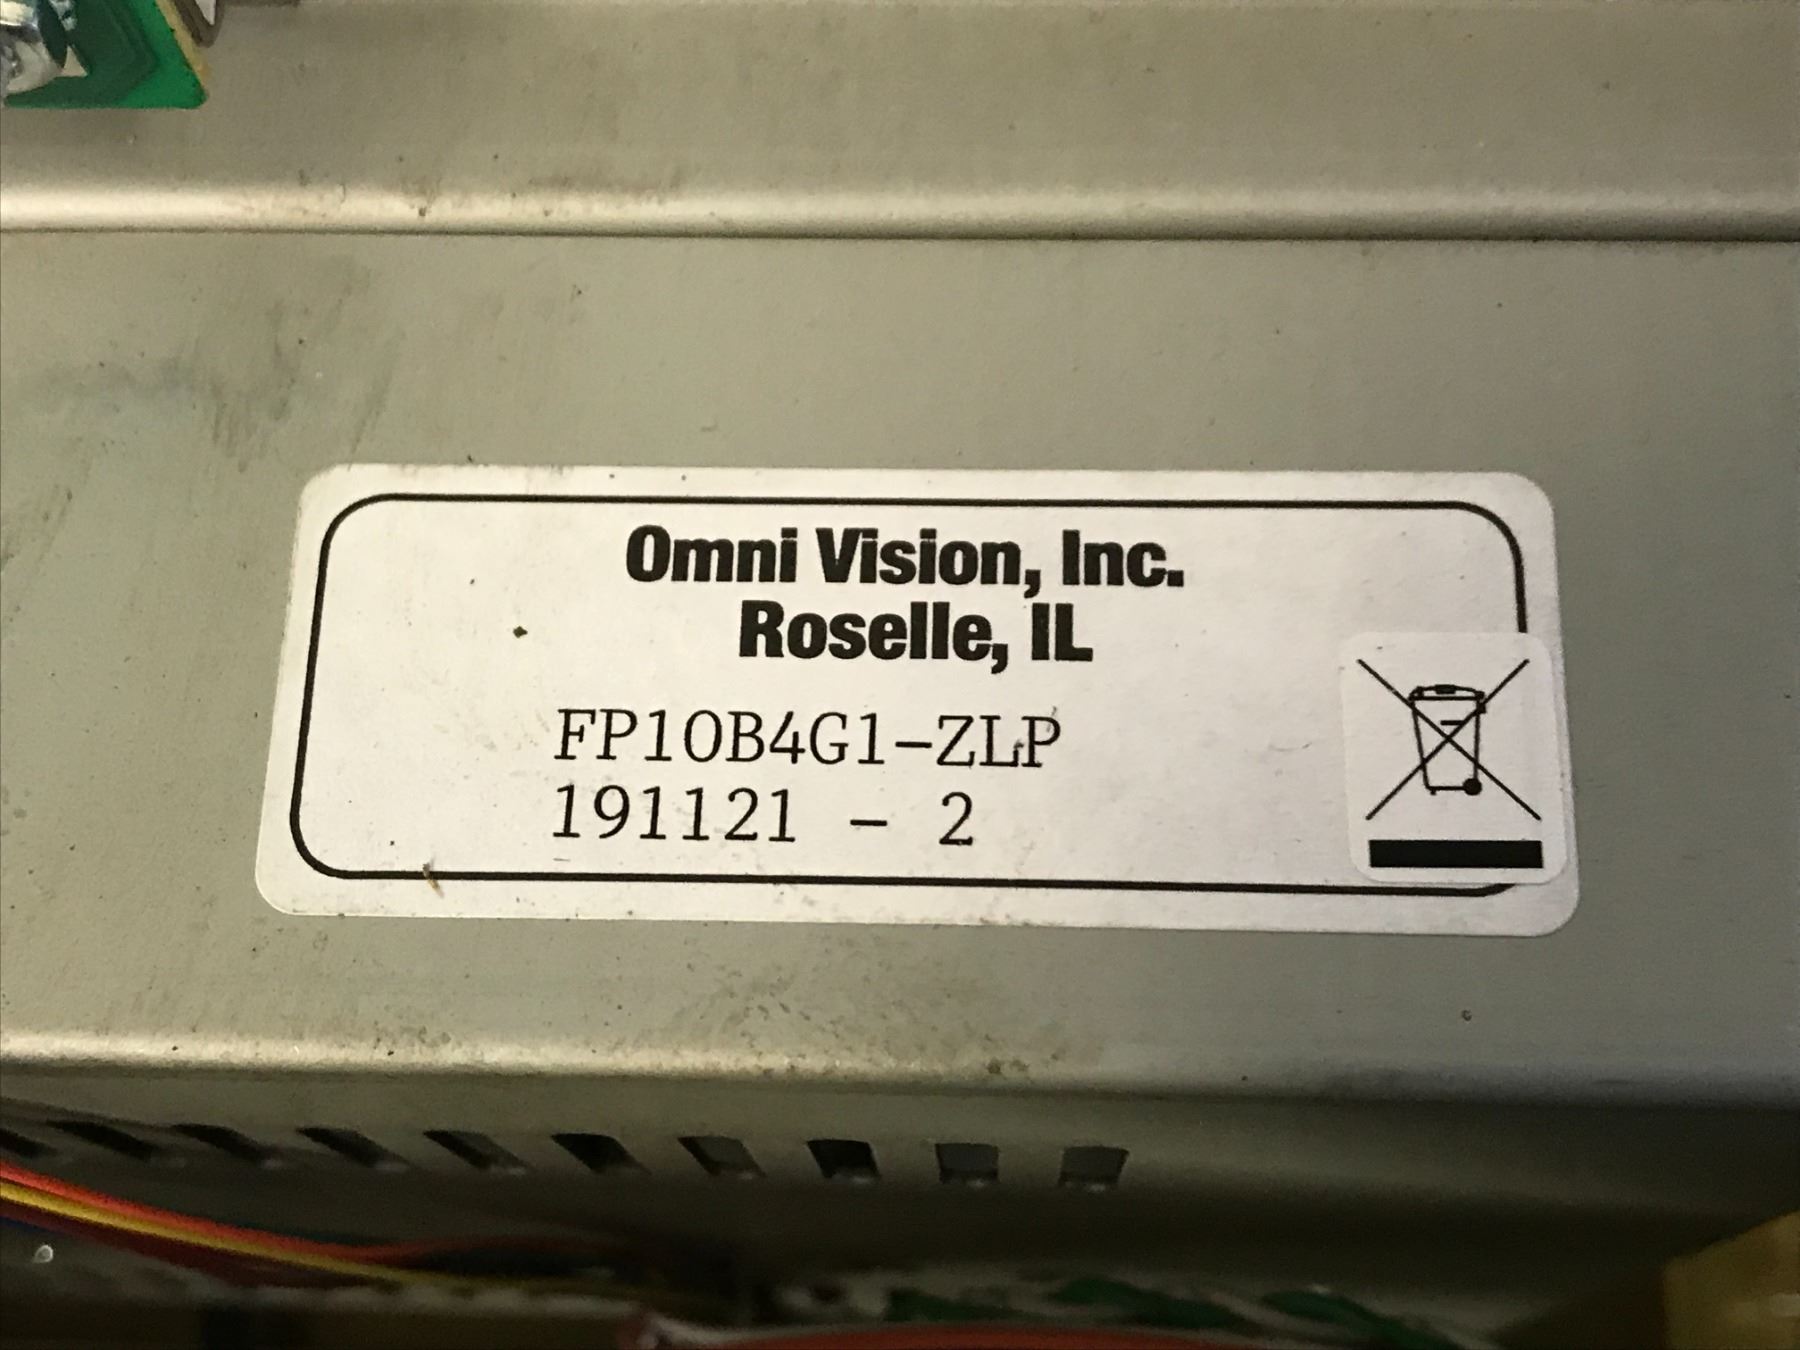 Omni Vision, Inc.
Roselle, IL
FP10B4G1-ZLP
191121 - 2